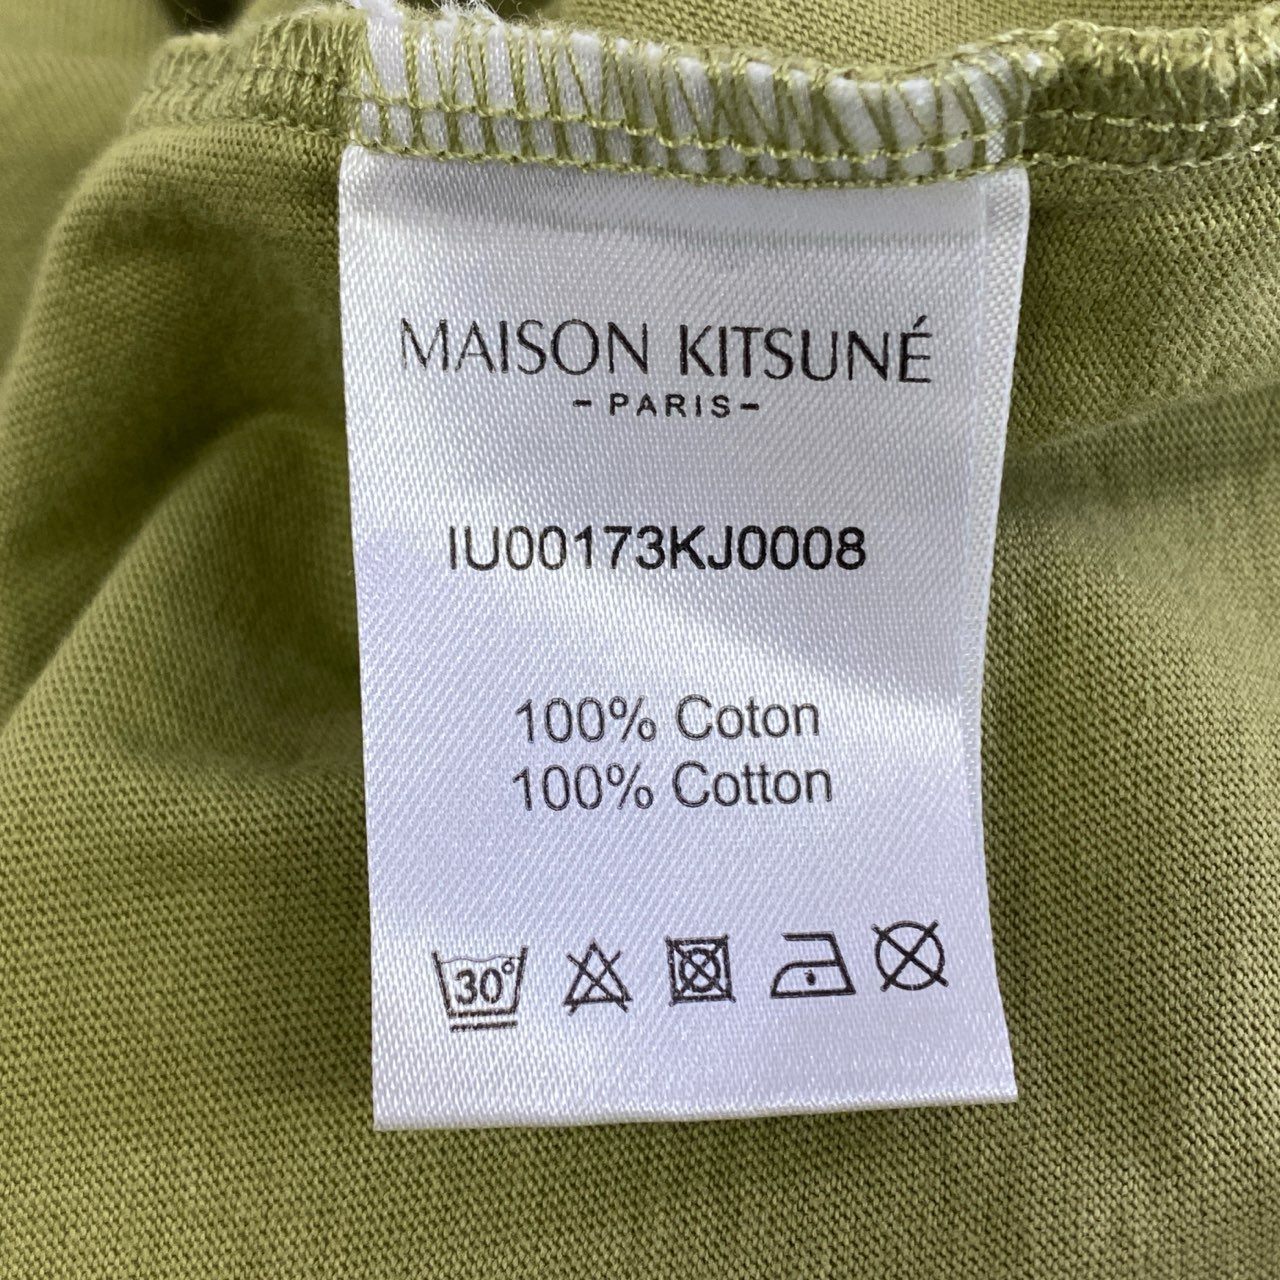 MAISON KITSUNÉ
- PARIS -
IU00173KJ0008
100% Coton
100% Cotton
30°